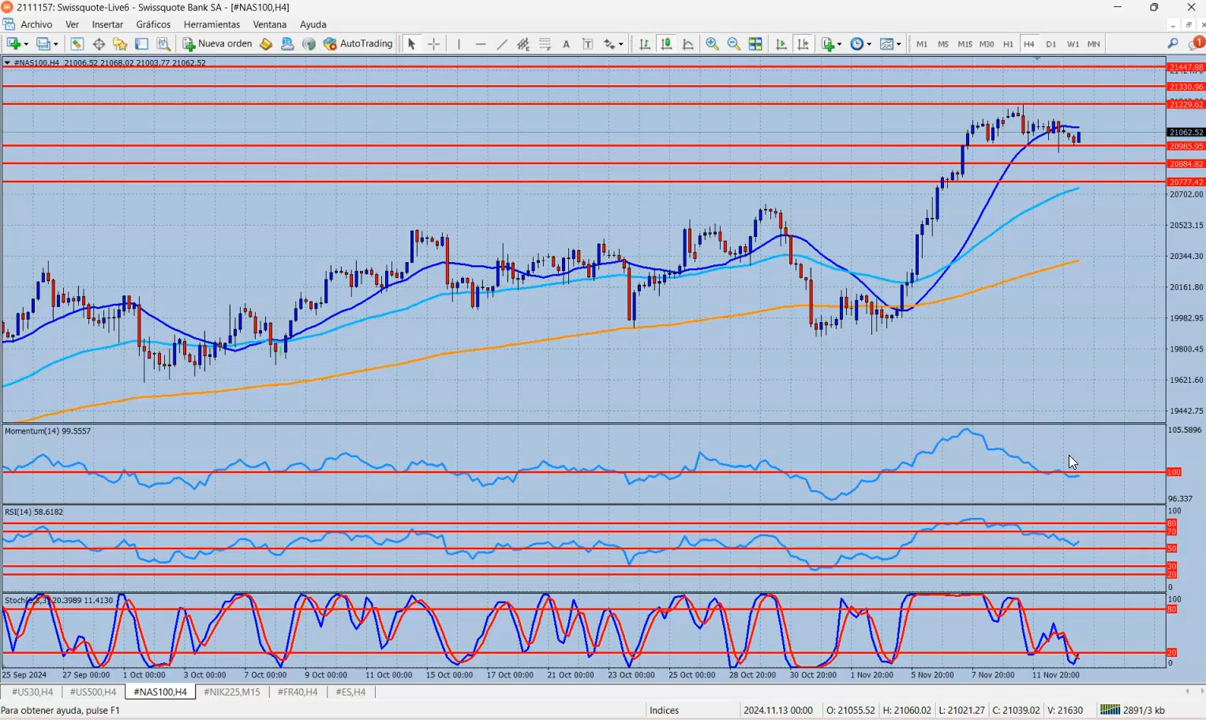 2111157: Swissquote-Live6 - Swissquote Bank SA - [#NAS100,H4]
Archivo Ver Insertar Gráficos Herramientas Ventana Ayuda
Nueva orden AutoTrading A T M1 M5 M15 M30 H1 H4 D1 W1 MN 1
#NAS100,H4 21006.52 21068.02 21003.77 21062.52
21447.88
21330.96
21229.62
21062.52
20985.95
20884.82
20777.42
20702.00
20523.15
20344.30
20161.80
19982.95
19800.45
19621.60
19442.75
Momentum(14) 99.5557
105.5896
100
96.337
RSI(14) 58.6182
100
80
70
50
30
20
0
Stoch(5,3,3) 20.3989 11.4130
100
80
20
0
25 Sep 2024 27 Sep 00:00 1 Oct 00:00 3 Oct 00:00 7 Oct 00:00 9 Oct 00:00 11 Oct 00:00 15 Oct 00:00 17 Oct 00:00 21 Oct 00:00 23 Oct 00:00 25 Oct 00:00 28 Oct 20:00 30 Oct 20:00 1 Nov 20:00 5 Nov 20:00 7 Nov 20:00 11 Nov 20:00
#US30,H4 #US500,H4 #NAS100,H4 #NIK225,M15 #FR40,H4 #ES,H4
Para obtener ayuda, pulse F1 Indices 2024.11.13 00:00 O: 21055.52 H: 21060.02 L: 21021.27 C: 21039.02 V: 21630 2891/3 kb